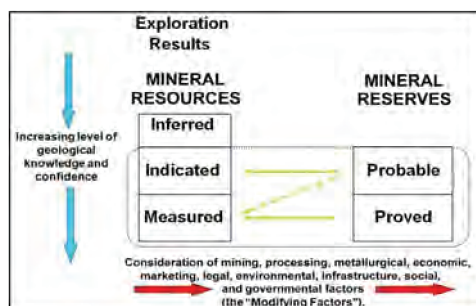 Exploration
Results
MINERAL
RESOURCES
MINERAL
RESERVES
Inferred
Increasing level of
geological
knowledge and
confidence
Indicated
Probable
Measured
Proved
Consideration of mining, processing, metallurgical, economic,
marketing, legal, environmental, infrastructure, social,
and governmental factors
(the "Modifying Factors").